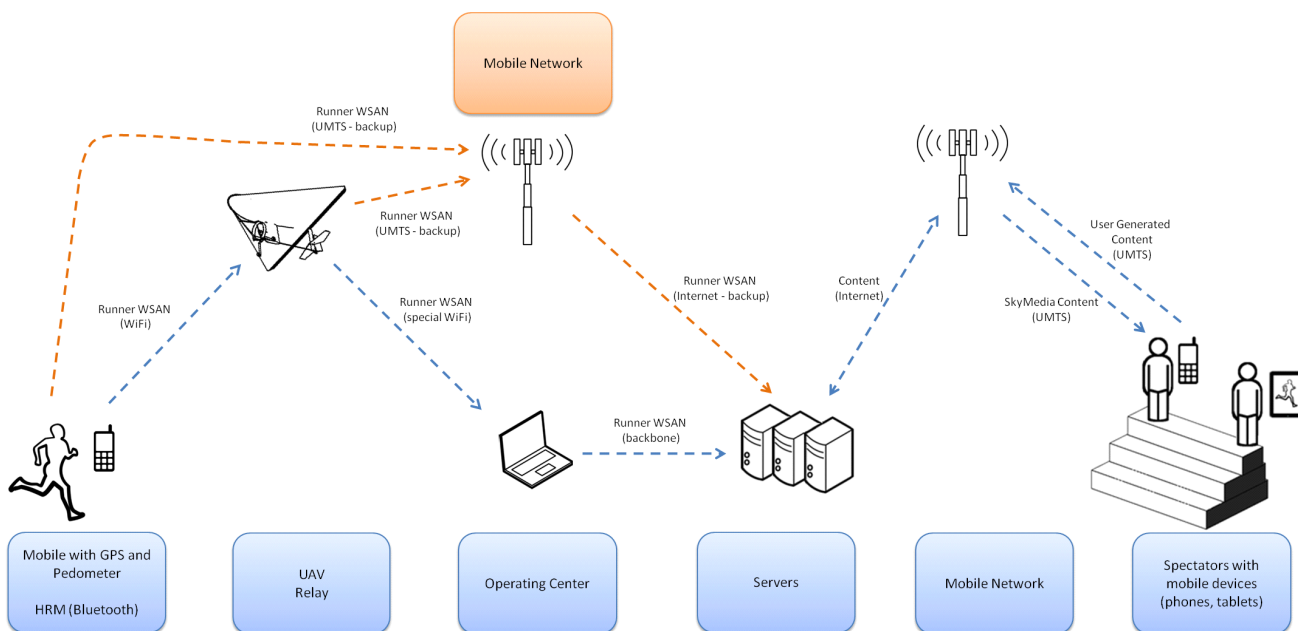 Mobile Network
Runner WSAN
(UMTS - backup)
Runner WSAN
(UMTS - backup)
Runner WSAN
(WiFi)
Runner WSAN
(special WiFi)
Runner WSAN
(Internet - backup)
Content
(Internet)
User Generated
Content
(UMTS)
SkyMedia Content
(UMTS)
Runner WSAN
(backbone)
Mobile with GPS and
Pedometer
HRM (Bluetooth)
UAV
Relay
Operating Center
Servers
Mobile Network
Spectators with
mobile devices
(phones, tablets)